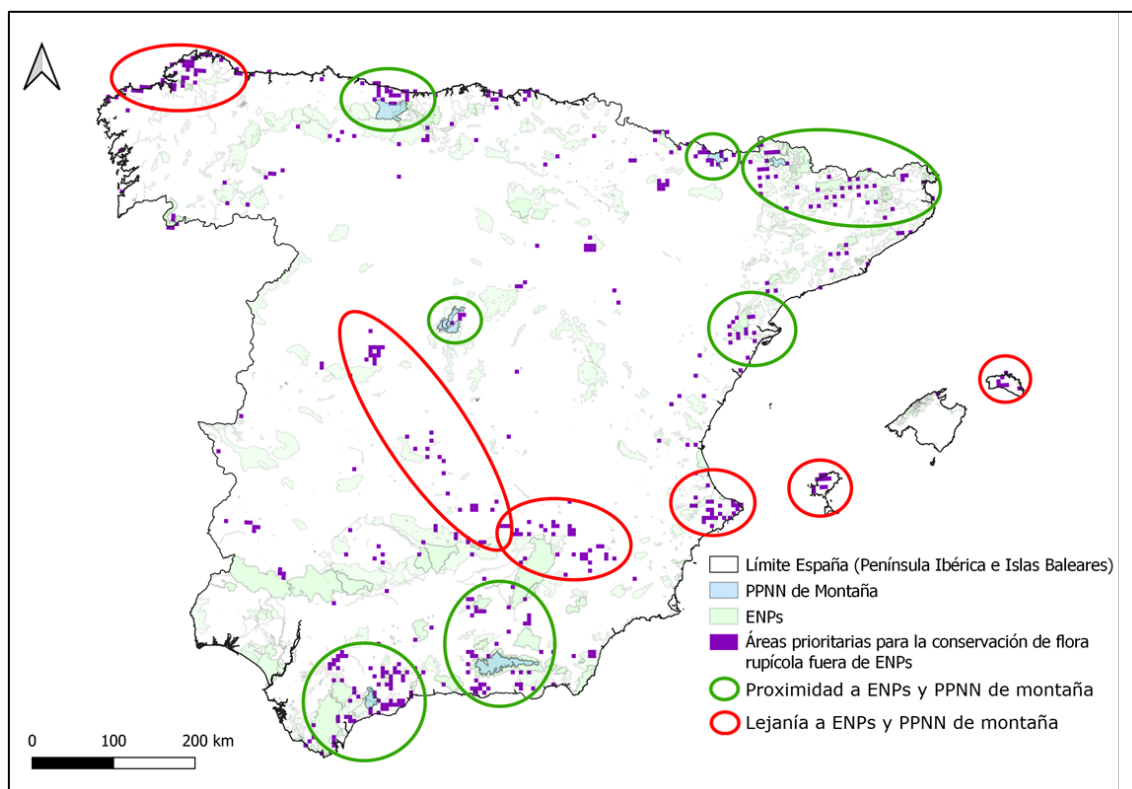 Límite España (Península Ibérica e Islas Baleares)
PPNN de Montaña
ENPs
Áreas prioritarias para la conservación de flora
rupícola fuera de ENPs
Proximidad a ENPs y PPNN de montaña
Lejanía a ENPs y PPNN de montaña
0 100 200 km